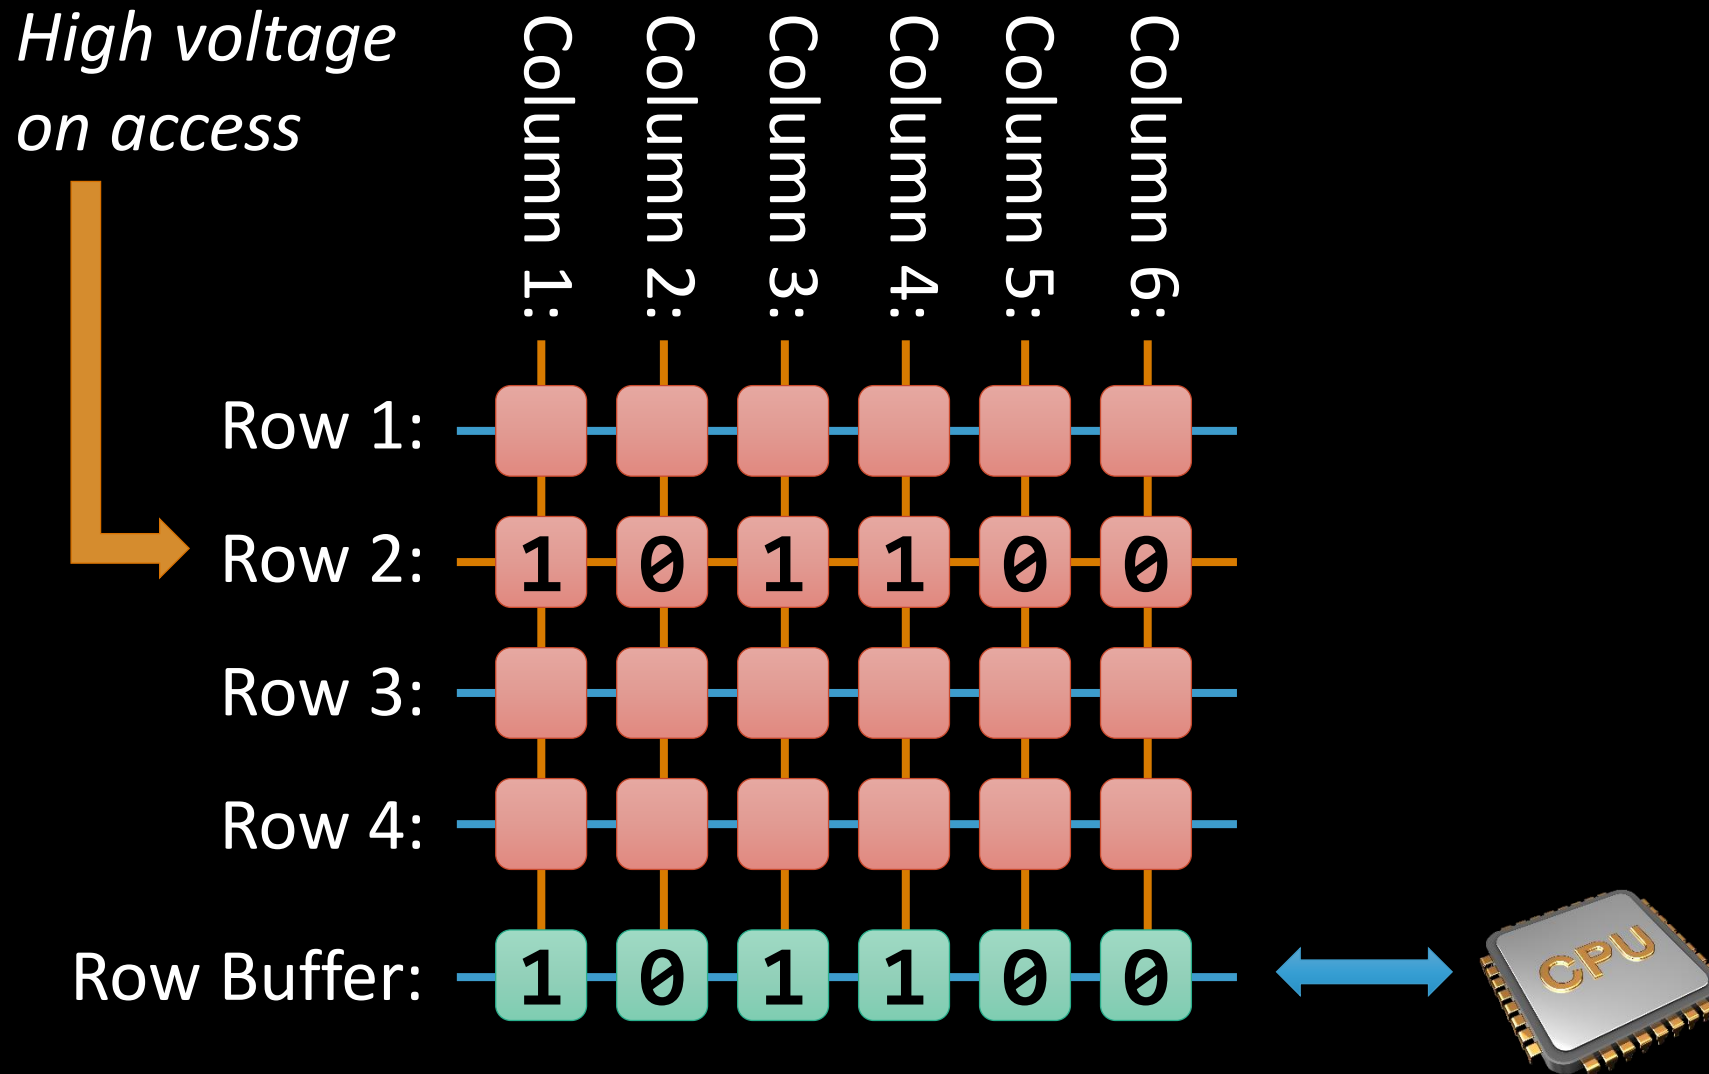 High voltage
on access
Column 1:
Column 2:
Column 3:
Column 4:
Column 5:
Column 6:
Row 1:
Row 2: 1 0 1 1 0 0
Row 3:
Row 4:
Row Buffer: 1 0 1 1 0 0
CPU